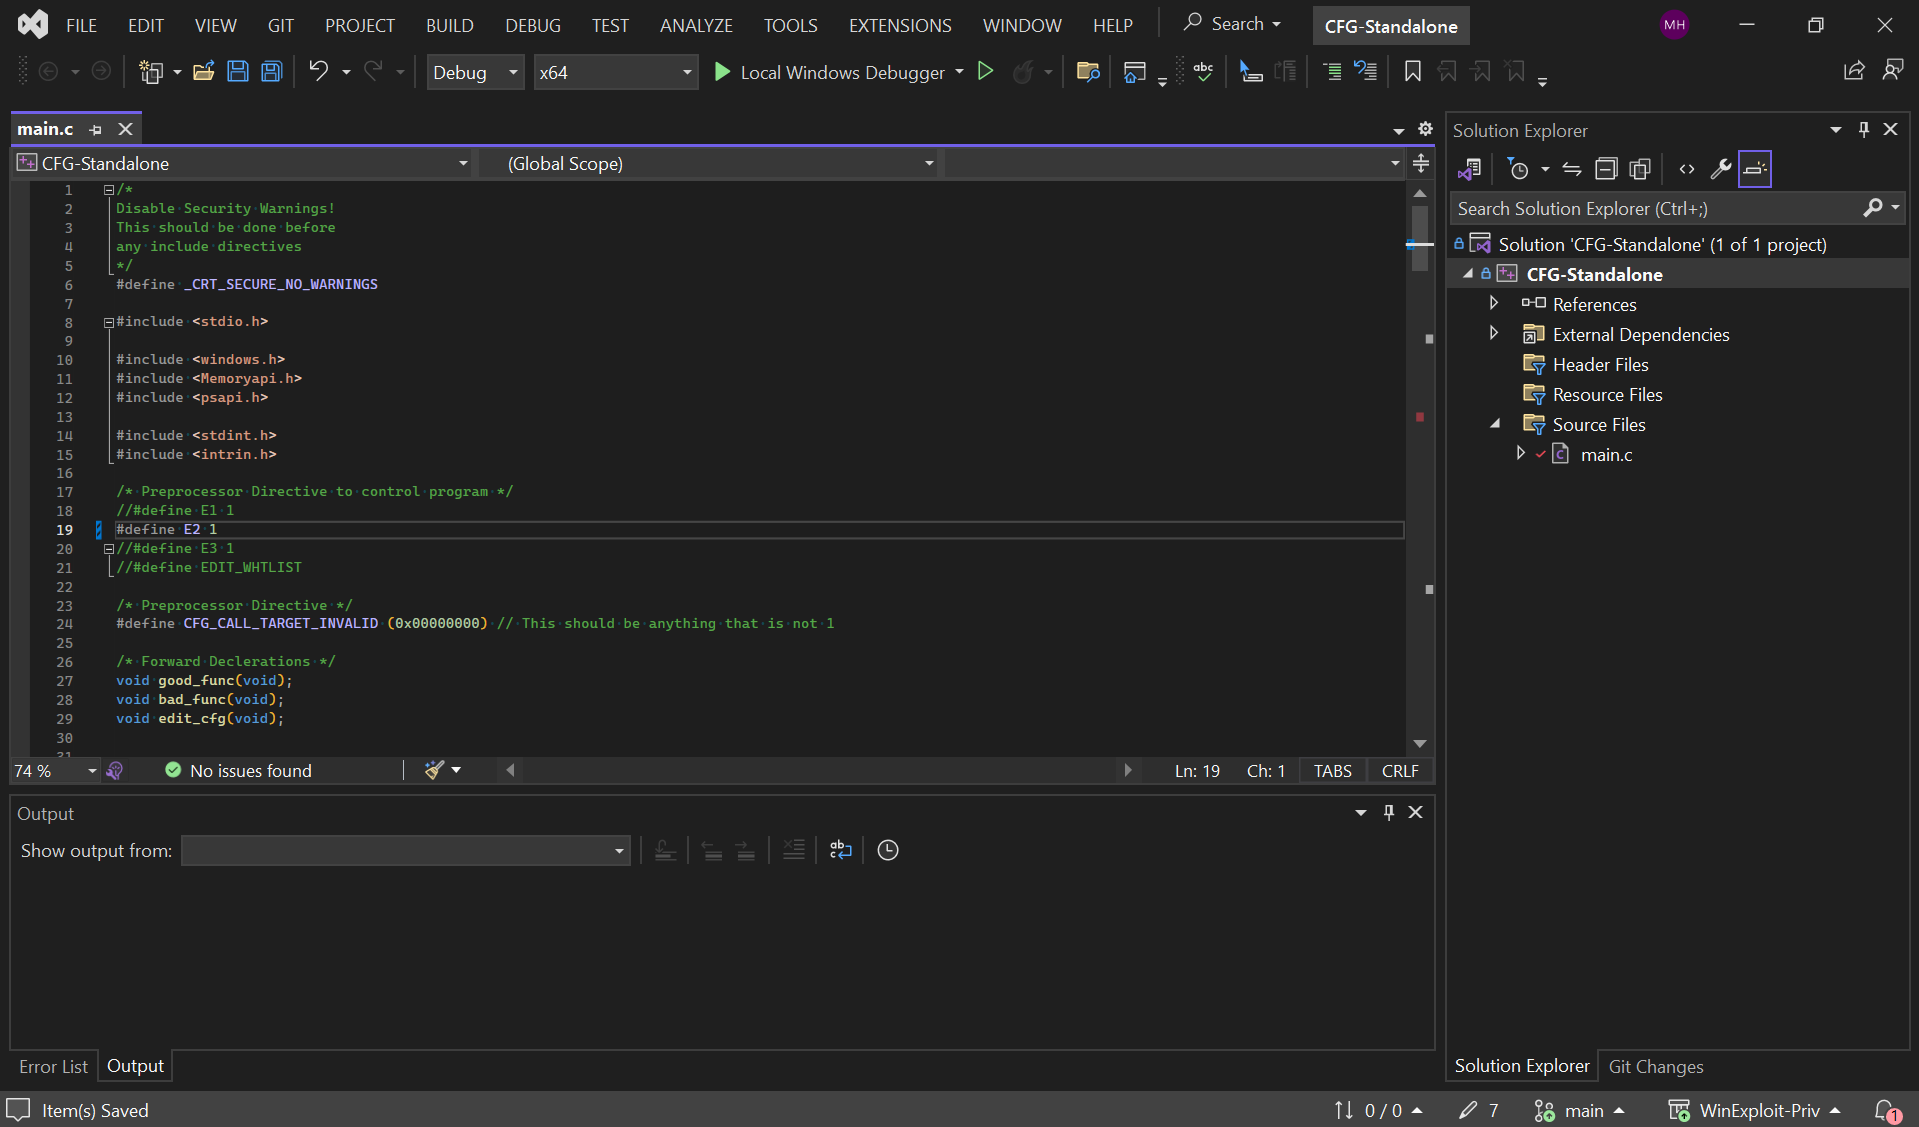 FILE EDIT VIEW GIT PROJECT BUILD DEBUG TEST ANALYZE TOOLS EXTENSIONS WINDOW HELP Search CFG-Standalone MH
Debug x64 Local Windows Debugger abc
main.c
CFG-Standalone (Global Scope)
1 /*
2 Disable Security Warnings!
3 This should be done before
4 any include directives
5 */
6 #define _CRT_SECURE_NO_WARNINGS
7
8 #include <stdio.h>
9
10 #include <windows.h>
11 #include <Memoryapi.h>
12 #include <psapi.h>
13
14 #include <stdint.h>
15 #include <intrin.h>
16
17 /* Preprocessor Directive to control program */
18 //#define E1 1
19 #define E2 1
20 //#define E3 1
21 //#define EDIT_WHTLIST
22
23 /* Preprocessor Directive */
24 #define CFG_CALL_TARGET_INVALID (0x00000000) // This should be anything that is not 1
25
26 /* Forward Declerations */
27 void good_func(void);
28 void bad_func(void);
29 void edit_cfg(void);
30
31
74 % No issues found Ln: 19 Ch: 1 TABS CRLF
Output
Show output from:
Error List Output
Solution Explorer
Search Solution Explorer (Ctrl+;)
Solution 'CFG-Standalone' (1 of 1 project)
CFG-Standalone
References
External Dependencies
Header Files
Resource Files
Source Files
main.c
Solution Explorer Git Changes
Item(s) Saved 0 / 0 7 main WinExploit-Priv 1